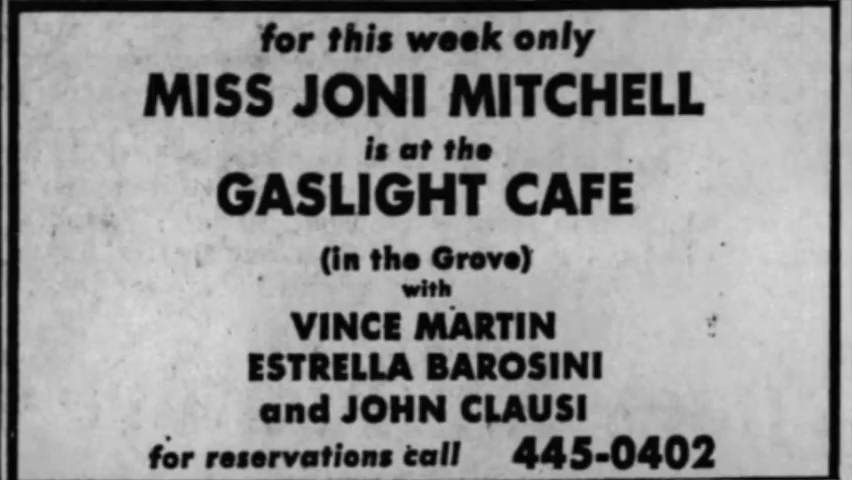 for this week only
MISS JONI MITCHELL
is at the
GASLIGHT CAFE
(in the Grove)
with
VINCE MARTIN
ESTRELLA BAROSINI
and JOHN CLAUSI
for reservations call 445-0402